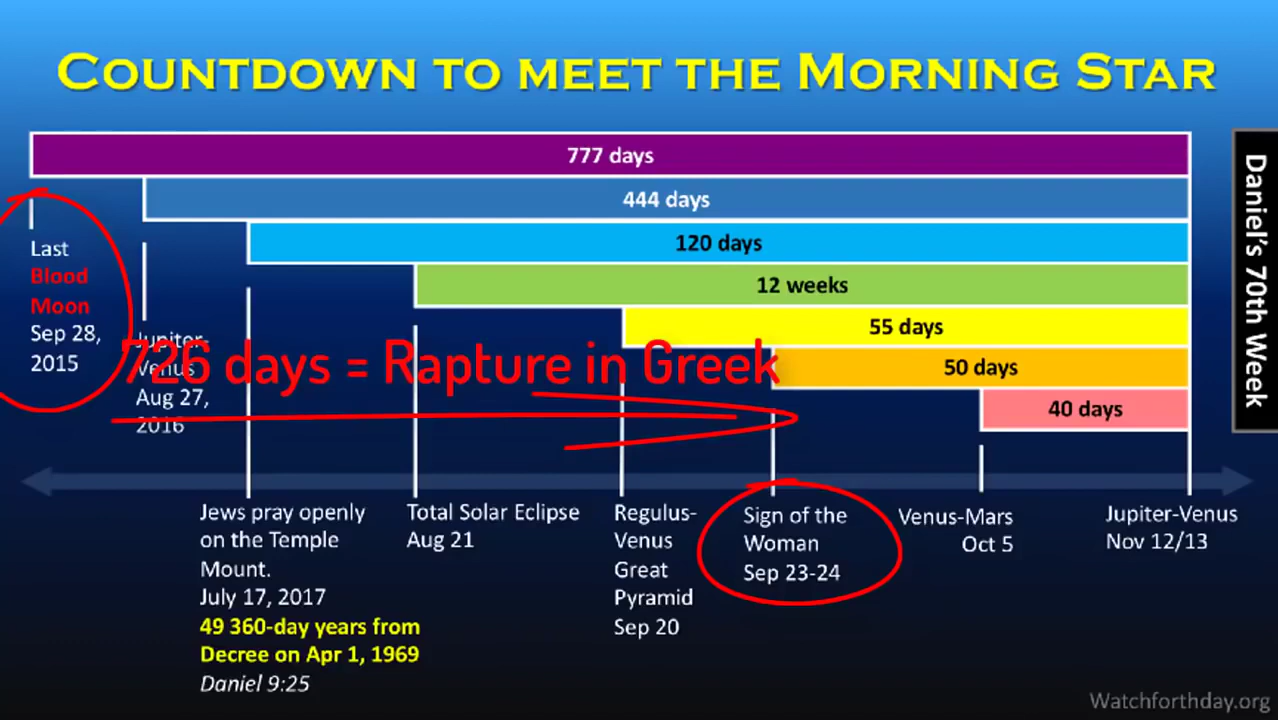 COUNTDOWN TO MEET THE MORNING STAR
777 days
444 days
120 days
12 weeks
55 days
50 days
40 days
Daniel's 70th Week
Last
Blood
Moon
Sep 28,
2015
Jupiter-
Venus
Aug 27,
2016
726 days = Rapture in Greek
Jews pray openly
on the Temple
Mount.
July 17, 2017
49 360-day years from
Decree on Apr 1, 1969
Daniel 9:25
Total Solar Eclipse
Aug 21
Regulus-
Venus
Great
Pyramid
Sep 20
Sign of the
Woman
Sep 23-24
Venus-Mars
Oct 5
Jupiter-Venus
Nov 12/13
Watchforthday.org